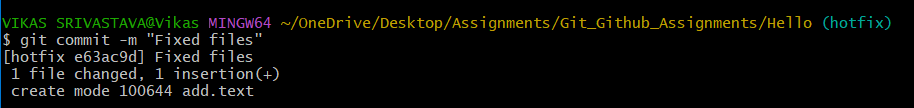 VIKAS SRIVASTAVA@Vikas MINGW64 ~/OneDrive/Desktop/Assignments/Git_Github_Assignments/Hello (hotfix)
$ git commit -m "Fixed files"
[hotfix e63ac9d] Fixed files
 1 file changed, 1 insertion(+)
 create mode 100644 add.text